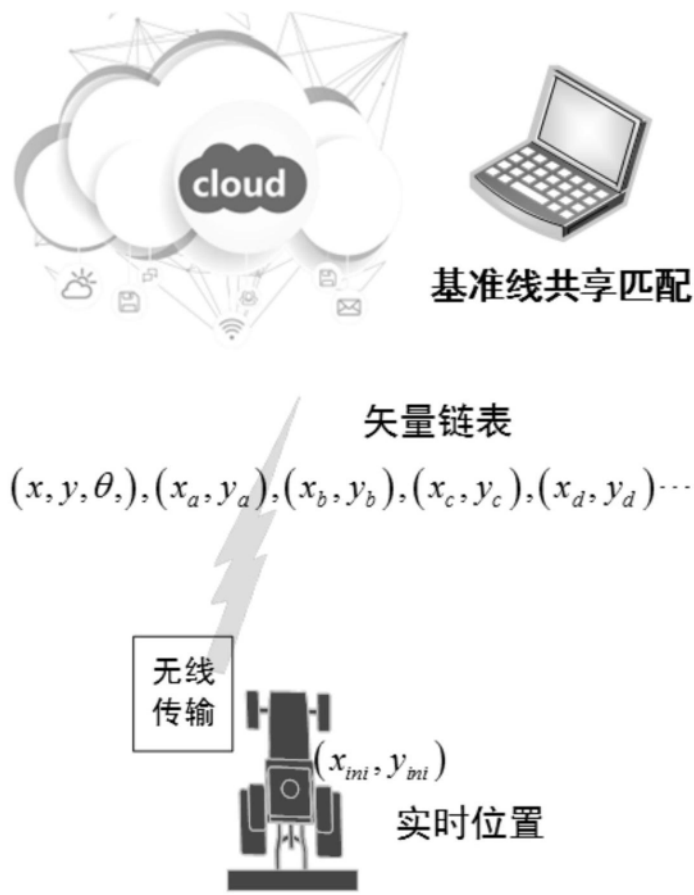 cloud
基准线共享匹配
矢量链表
(x,y,θ,),(x_a,y_a),(x_b,y_b),(x_c,y_c),(x_d,y_d)···
无线
传输
(x_ini,y_ini)
实时位置